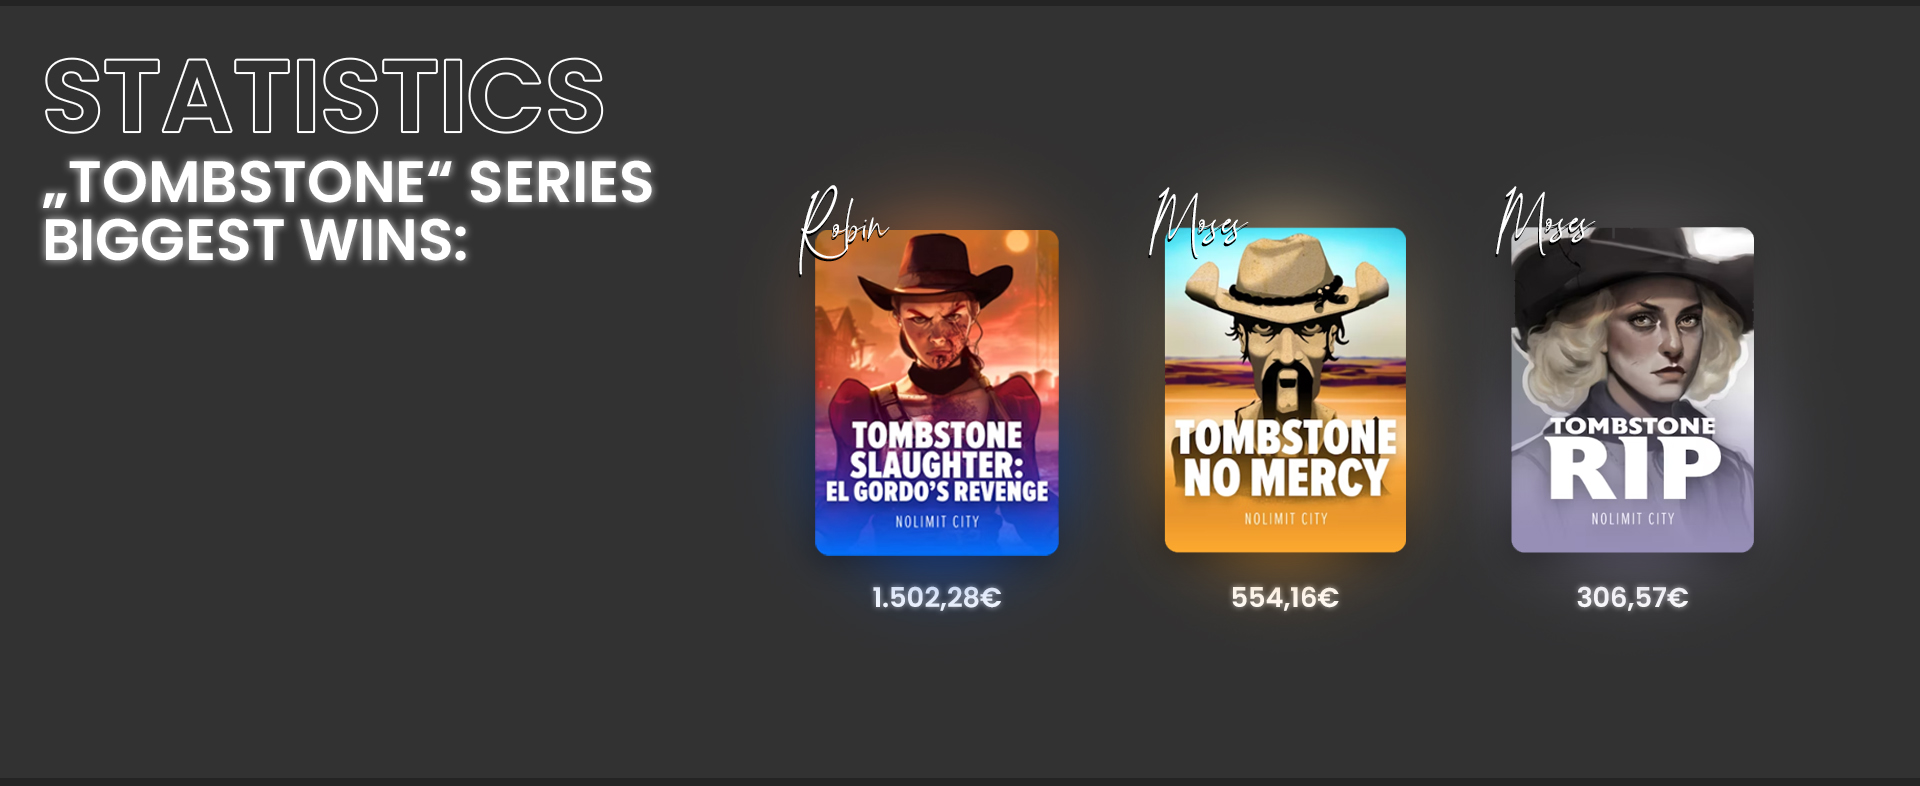 STATISTICS
„TOMBSTONE“ SERIES
BIGGEST WINS:
Robin
TOMBSTONE
SLAUGHTER:
EL GORDO'S REVENGE
NOLIMIT CITY
1.502,28€
Moses
TOMBSTONE
NO MERCY
NOLIMIT CITY
554,16€
Moses
TOMBSTONE
RIP
NOLIMIT CITY
306,57€